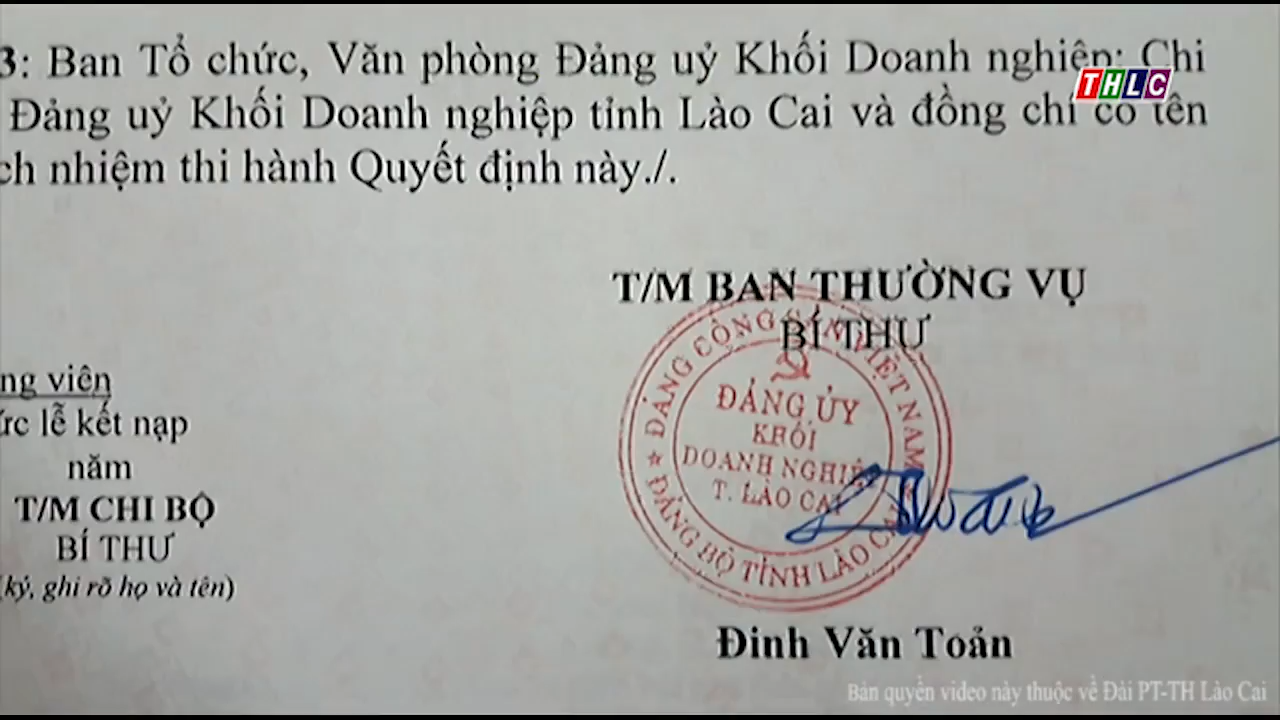 3: Ban Tổ chức, Văn phòng Đảng uỷ Khối Doanh nghiệp; Chi
Đảng uỷ Khối Doanh nghiệp tỉnh Lào Cai và đồng chí có tên
ch nhiệm thi hành Quyết định này./.
THLC
T/M BAN THƯỜNG VỤ
BÍ THƯ
ĐẢNG CỘNG SẢN VIỆT NAM
ĐẢNG ỦY
KHỐI
DOANH NGHIỆP
T. LÀO CAI
ĐẢNG BỘ TỈNH LÀO CAI
Đinh Văn Toản
ng viên
ức lễ kết nạp
năm
T/M CHI BỘ
BÍ THƯ
(ký, ghi rõ họ và tên)
Bản quyền video này thuộc về Đài PT-TH Lào Cai